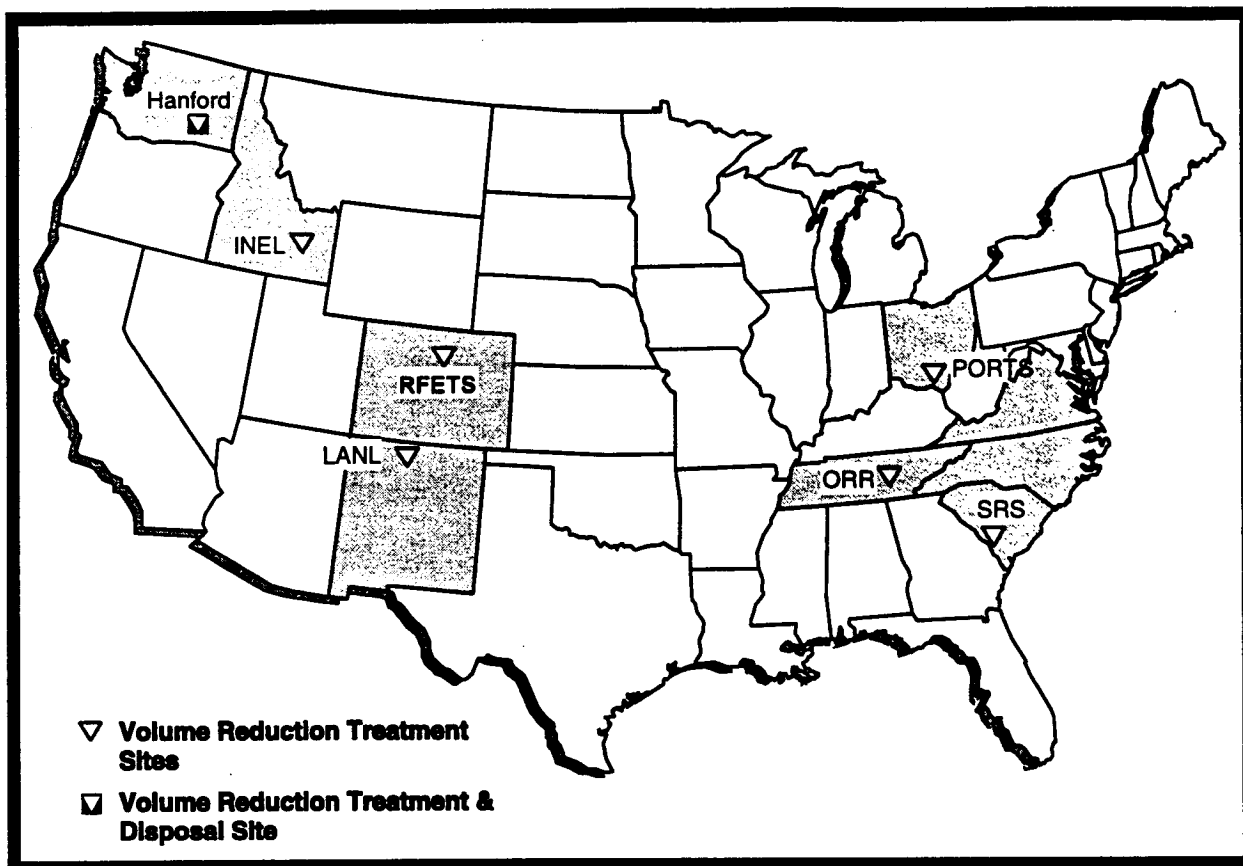 Hanford
INEL
RFETS
PORTS
LANL
ORR
SRS
Volume Reduction Treatment
Sites
Volume Reduction Treatment &
Disposal Site